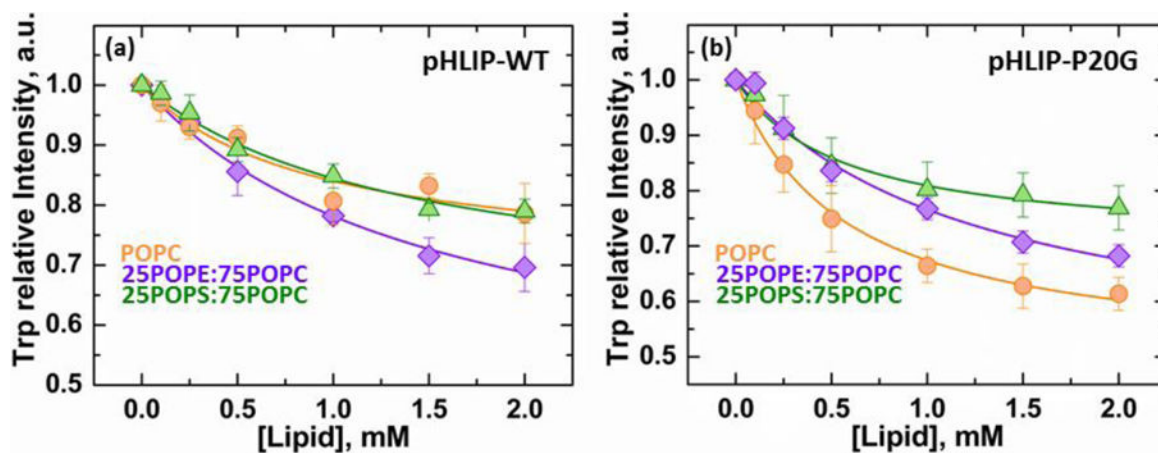 (a) pHLIP-WT
Trp relative Intensity, a.u.
1.0
0.9
0.8
0.7
0.6
0.5
POPC
25POPE:75POPC
25POPS:75POPC
0.0 0.5 1.0 1.5 2.0
[Lipid], mM
(b) pHLIP-P20G
Trp relative Intensity, a.u.
1.0
0.9
0.8
0.7
0.6
0.5
POPC
25POPE:75POPC
25POPS:75POPC
0.0 0.5 1.0 1.5 2.0
[Lipid], mM